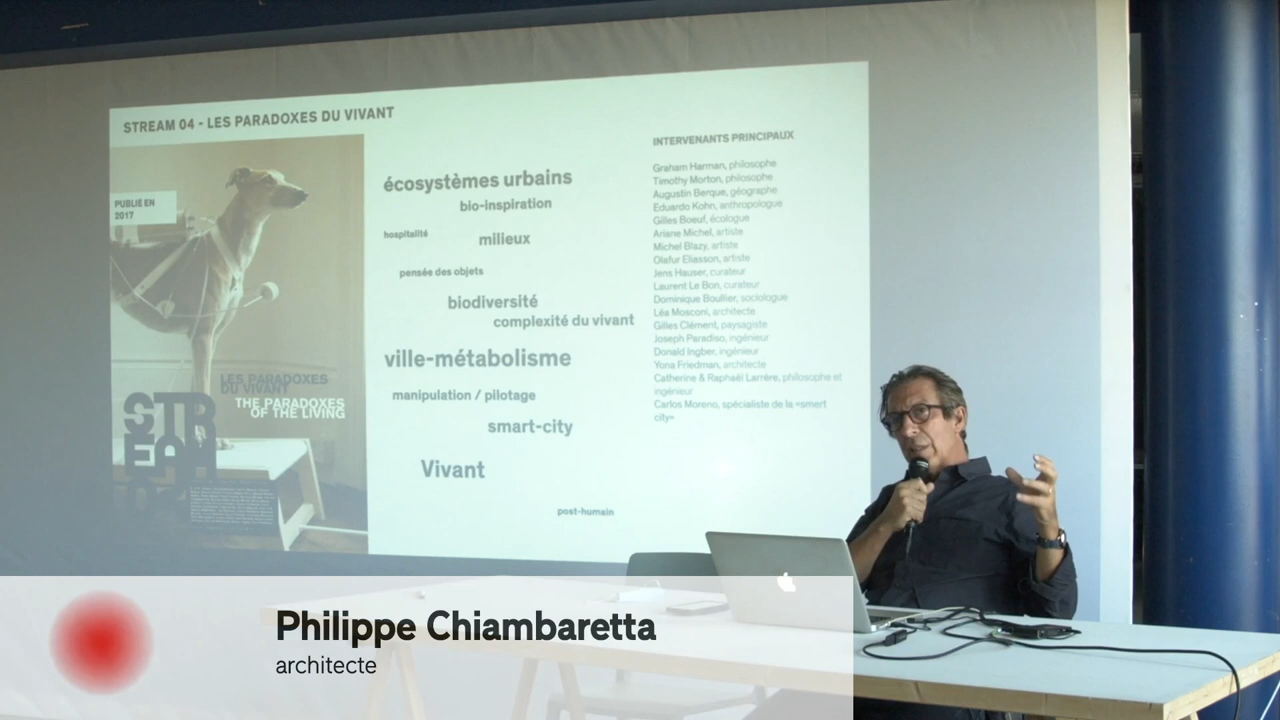 STREAM 04 - LES PARADOXES DU VIVANT
PUBLIÉ EN
2017
LES PARADOXES
DU VIVANT
THE PARADOXES
OF THE LIVING
STR
EAM
écosystèmes urbains
bio-inspiration
hospitalité
milieux
pensée des objets
biodiversité
complexité du vivant
ville-métabolisme
manipulation / pilotage
smart-city
Vivant
post-humain
INTERVENANTS PRINCIPAUX
Graham Harman, philosophe
Timothy Morton, philosophe
Augustin Berque, géographe
Eduardo Kohn, anthropologue
Gilles Boeuf, écologue
Ariane Michel, artiste
Michel Blazy, artiste
Olafur Eliasson, artiste
Jens Hauser, curateur
Laurent Le Bon, curateur
Dominique Boullier, sociologue
Léa Mosconi, architecte
Gilles Clément, paysagiste
Joseph Paradiso, ingénieur
Donald Ingber, ingénieur
Yona Friedman, architecte
Catherine & Raphaël Larrère, philosophe et
ingénieur
Carlos Moreno, spécialiste de la «smert
city»
Philippe Chiambaretta
architecte